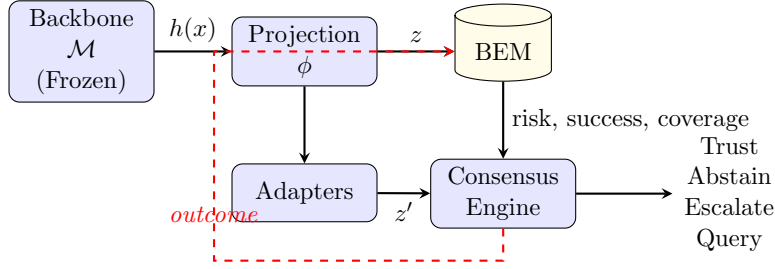 Backbone
ℳ
(Frozen)
h(x)
Projection
ϕ
z
BEM
risk, success, coverage
Adapters
z′
Consensus
Engine
Trust
Abstain
Escalate
Query
outcome